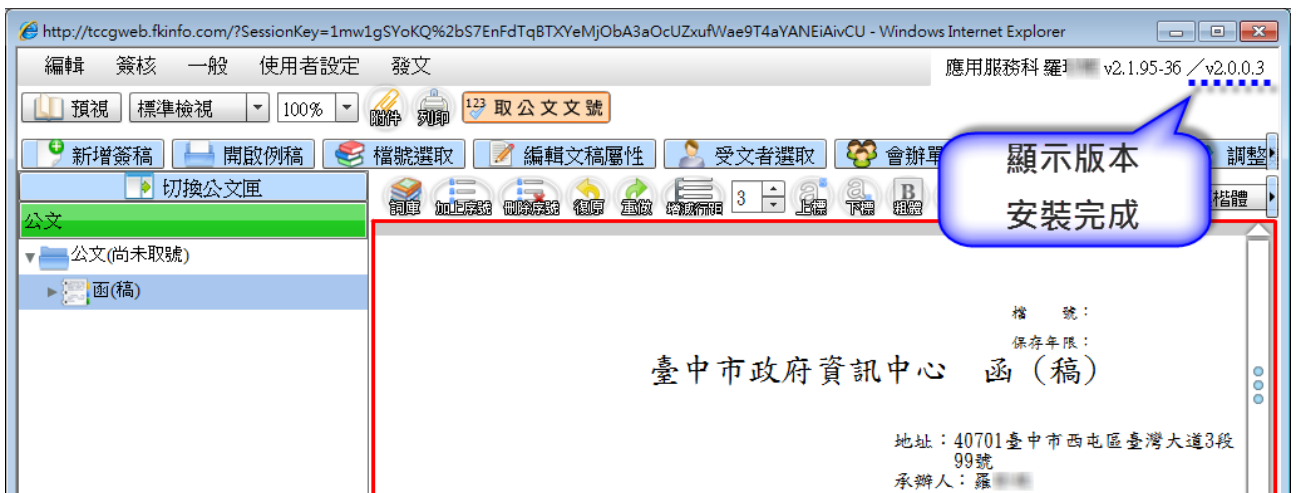 http://tccgweb.fkinfo.com/?SessionKey=1mw1gSYoKQ%2bS7EnFdTqBTXYeMjObA3aOcUZxufWae9T4aYANEiAivCU - Windows Internet Explorer
編輯 簽核 一般 使用者設定 發文 應用服務科 羅 v2.1.95-36 ／v2.0.0.3
預視 標準檢視 100% 附件 列印 123 取公文文號
新增簽稿 開啟例稿 檔號選取 編輯文稿屬性 受文者選取 會辦單 調整
顯示版本
安裝完成
切換公文匣
詞庫 加上序號 刪除序號 復原 重做 增減行距 3 上標 下標 B 粗體 楷體
公文
公文(尚未取號)
函(稿)
檔 號：
保存年限：
臺中市政府資訊中心 函（稿）
地址：40701臺中市西屯區臺灣大道3段
99號
承辦人：羅